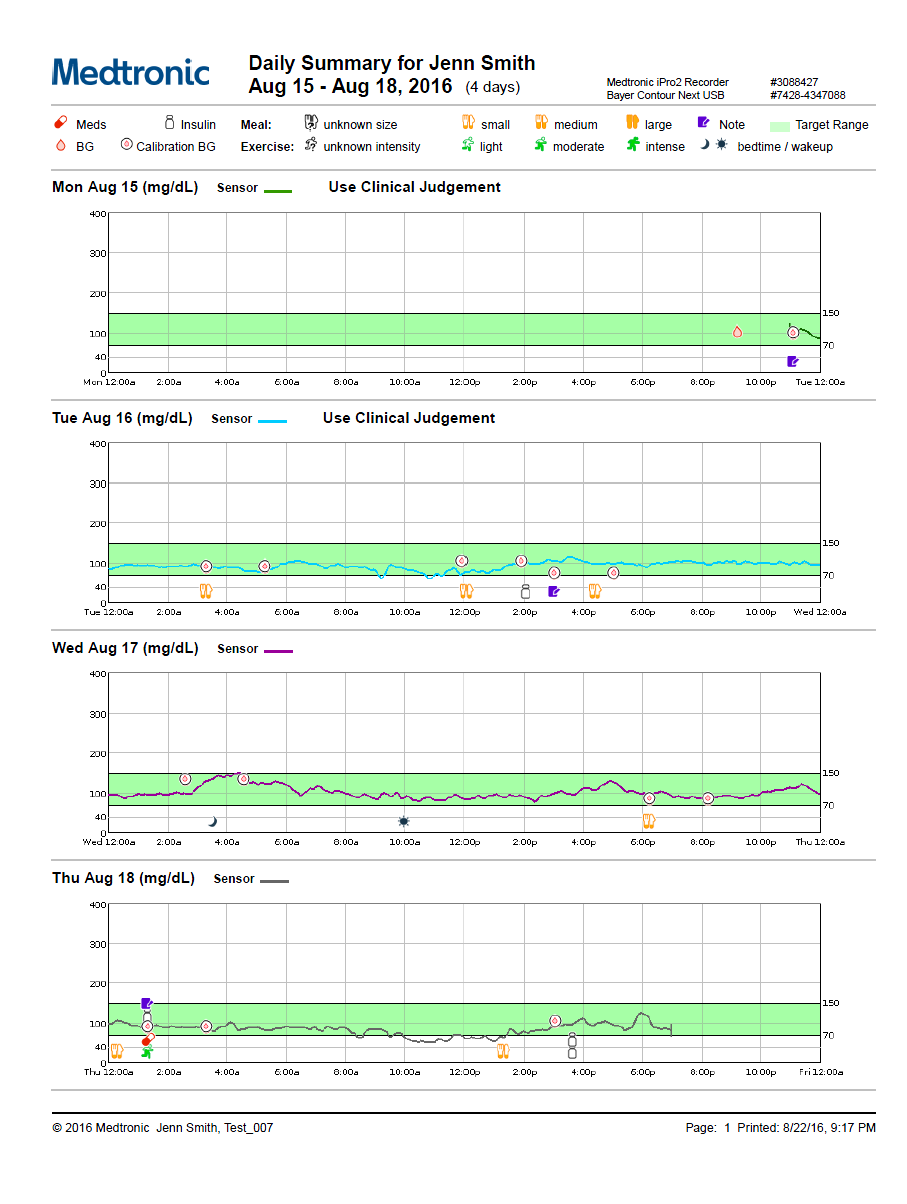 Medtronic
Daily Summary for Jenn Smith
Aug 15 - Aug 18, 2016 (4 days)
Medtronic iPro2 Recorder #3088427
Bayer Contour Next USB #7428-4347088
Meds Insulin Meal: unknown size small medium large Note Target Range
BG Calibration BG Exercise: unknown intensity light moderate intense bedtime / wakeup
Mon Aug 15 (mg/dL) Sensor Use Clinical Judgement
400
300
200
150
100
70
40
0
Mon 12:00a 2:00a 4:00a 6:00a 8:00a 10:00a 12:00p 2:00p 4:00p 6:00p 8:00p 10:00p Tue 12:00a
Tue Aug 16 (mg/dL) Sensor Use Clinical Judgement
400
300
200
150
100
70
40
0
Tue 12:00a 2:00a 4:00a 6:00a 8:00a 10:00a 12:00p 2:00p 4:00p 6:00p 8:00p 10:00p Wed 12:00a
Wed Aug 17 (mg/dL) Sensor
400
300
200
150
100
70
40
0
Wed 12:00a 2:00a 4:00a 6:00a 8:00a 10:00a 12:00p 2:00p 4:00p 6:00p 8:00p 10:00p Thu 12:00a
Thu Aug 18 (mg/dL) Sensor
400
300
200
150
100
70
40
0
Thu 12:00a 2:00a 4:00a 6:00a 8:00a 10:00a 12:00p 2:00p 4:00p 6:00p 8:00p 10:00p Fri 12:00a
© 2016 Medtronic Jenn Smith, Test_007 Page: 1 Printed: 8/22/16, 9:17 PM